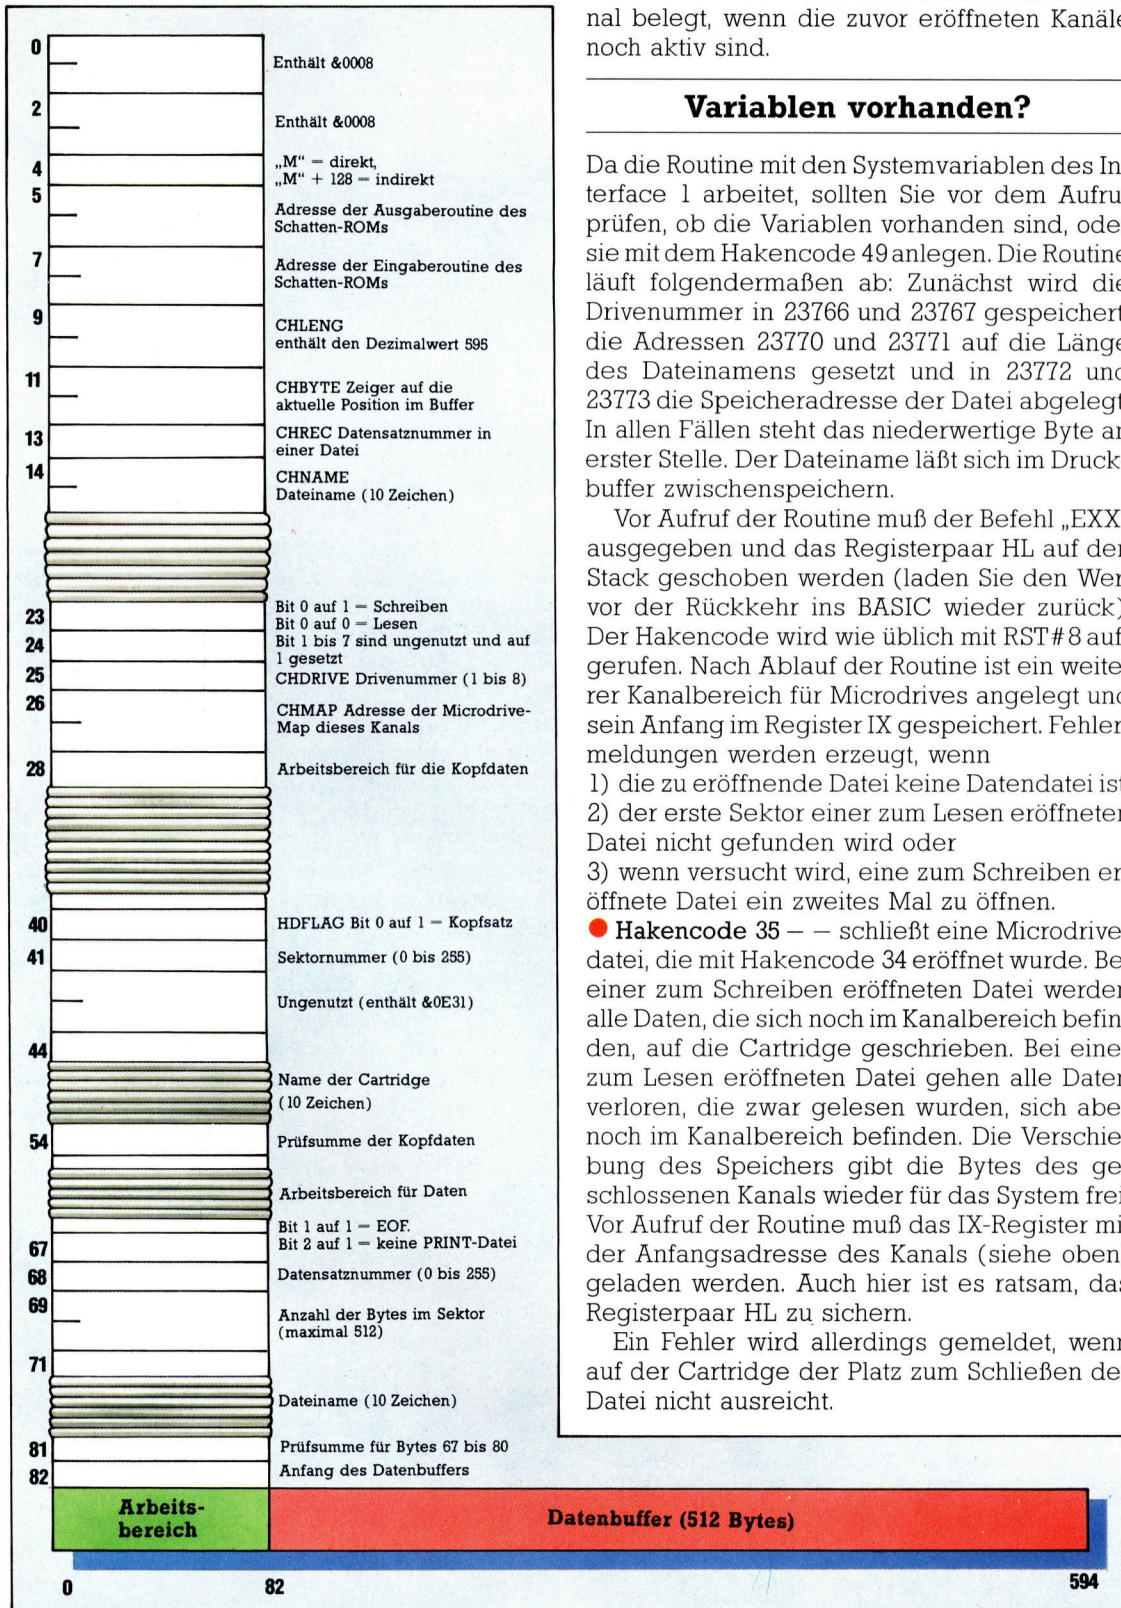 0
Enthält &0008
2
Enthält &0008
4
„M“ = direkt,
„M“ + 128 = indirekt
5
Adresse der Ausgaberoutine des
Schatten-ROMs
7
Adresse der Eingaberoutine des
Schatten-ROMs
9
CHLENG
enthält den Dezimalwert 595
11
CHBYTE Zeiger auf die
aktuelle Position im Buffer
13
CHREC Datensatznummer in
einer Datei
14
CHNAME
Dateiname (10 Zeichen)
23
Bit 0 auf 1 = Schreiben
Bit 0 auf 0 = Lesen
24
Bit 1 bis 7 sind ungenutzt und auf
1 gesetzt
25
CHDRIVE Drivenummer (1 bis 8)
26
CHMAP Adresse der Microdrive-
Map dieses Kanals
28
Arbeitsbereich für die Kopfdaten
40
HDFLAG Bit 0 auf 1 = Kopfsatz
41
Sektornummer (0 bis 255)
Ungenutzt (enthält &0E31)
44
Name der Cartridge
(10 Zeichen)
54
Prüfsumme der Kopfdaten
Arbeitsbereich für Daten
67
Bit 1 auf 1 = EOF.
Bit 2 auf 1 = keine PRINT-Datei
68
Datensatznummer (0 bis 255)
69
Anzahl der Bytes im Sektor
(maximal 512)
71
Dateiname (10 Zeichen)
81
Prüfsumme für Bytes 67 bis 80
82
Anfang des Datenbuffers
Arbeits-
bereich
Datenbuffer (512 Bytes)
0
82
594
nal belegt, wenn die zuvor eröffneten Kanäle
noch aktiv sind.
Variablen vorhanden?
Da die Routine mit den Systemvariablen des In
terface 1 arbeitet, sollten Sie vor dem Aufru
prüfen, ob die Variablen vorhanden sind, ode
sie mit dem Hakencode 49 anlegen. Die Routine
läuft folgendermaßen ab: Zunächst wird die
Drivenummer in 23766 und 23767 gespeichert
die Adressen 23770 und 23771 auf die Länge
des Dateinamens gesetzt und in 23772 und
23773 die Speicheradresse der Datei abgelegt
In allen Fällen steht das niederwertige Byte an
erster Stelle. Der Dateiname läßt sich im Druck
buffer zwischenspeichern.
Vor Aufruf der Routine muß der Befehl „EXX
ausgegeben und das Registerpaar HL auf den
Stack geschoben werden (laden Sie den Wer
vor der Rückkehr ins BASIC wieder zurück)
Der Hakencode wird wie üblich mit RST#8 auf
gerufen. Nach Ablauf der Routine ist ein weite
rer Kanalbereich für Microdrives angelegt und
sein Anfang im Register IX gespeichert. Fehler
meldungen werden erzeugt, wenn
1) die zu eröffnende Datei keine Datendatei ist
2) der erste Sektor einer zum Lesen eröffneten
Datei nicht gefunden wird oder
3) wenn versucht wird, eine zum Schreiben er
öffnete Datei ein zweites Mal zu öffnen.
● Hakencode 35 — — schließt eine Microdrive
datei, die mit Hakencode 34 eröffnet wurde. Be
einer zum Schreiben eröffneten Datei werden
alle Daten, die sich noch im Kanalbereich befin
den, auf die Cartridge geschrieben. Bei eine
zum Lesen eröffneten Datei gehen alle Daten
verloren, die zwar gelesen wurden, sich abe
noch im Kanalbereich befinden. Die Verschie
bung des Speichers gibt die Bytes des ge
schlossenen Kanals wieder für das System frei
Vor Aufruf der Routine muß das IX-Register mi
der Anfangsadresse des Kanals (siehe oben
geladen werden. Auch hier ist es ratsam, das
Registerpaar HL zu sichern.
Ein Fehler wird allerdings gemeldet, wenn
auf der Cartridge der Platz zum Schließen de
Datei nicht ausreicht.